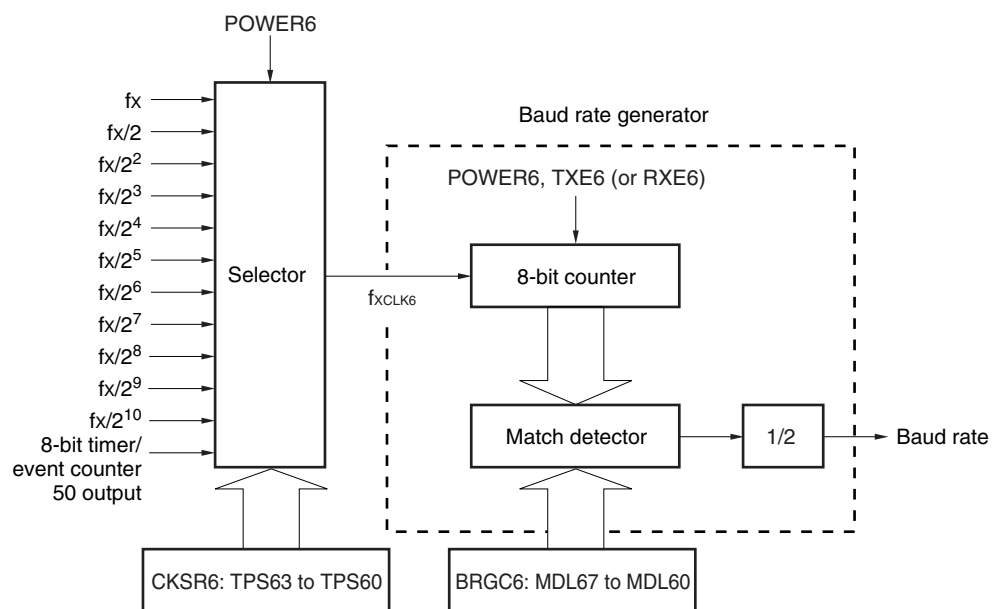 POWER6
fx
fx/2
fx/2²
fx/2³
fx/2⁴
fx/2⁵
fx/2⁶
fx/2⁷
fx/2⁸
fx/2⁹
fx/2¹⁰
8-bit timer/
event counter
50 output
Selector
fXCLK6
Baud rate generator
POWER6, TXE6 (or RXE6)
8-bit counter
Match detector
1/2
Baud rate
CKSR6: TPS63 to TPS60
BRGC6: MDL67 to MDL60